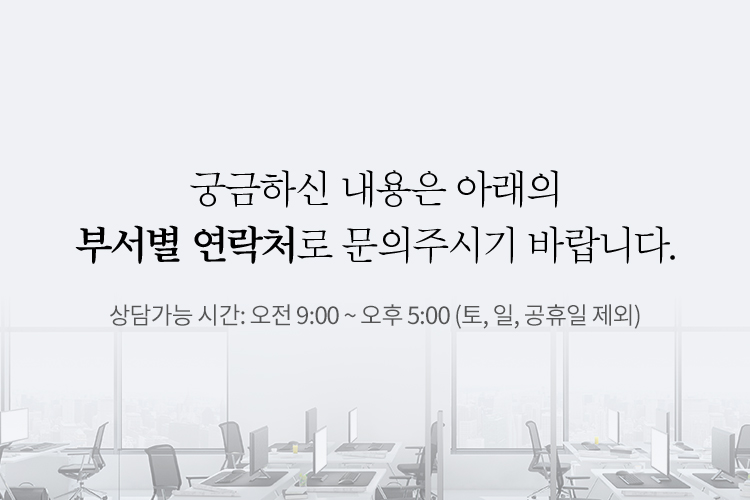 궁금하신 내용은 아래의
부서별 연락처로 문의주시기 바랍니다.
상담가능 시간: 오전 9:00 ~ 오후 5:00 (토, 일, 공휴일 제외)